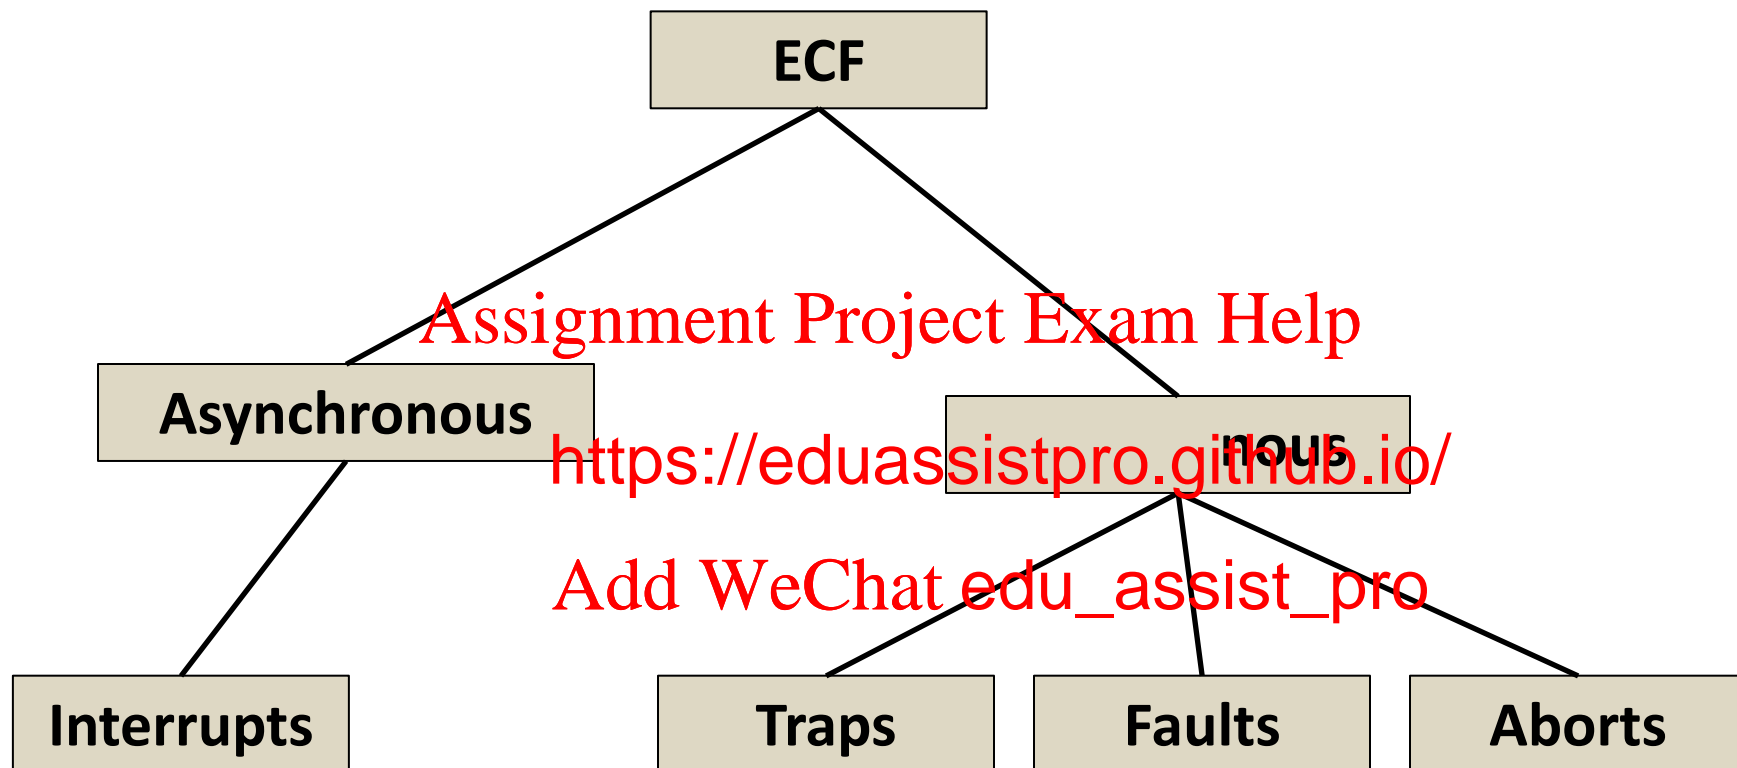 ECF
Assignment Project Exam Help
Asynchronous
nous
https://eduassistpro.github.io/
Add WeChat edu_assist_pro
Interrupts
Traps
Faults
Aborts